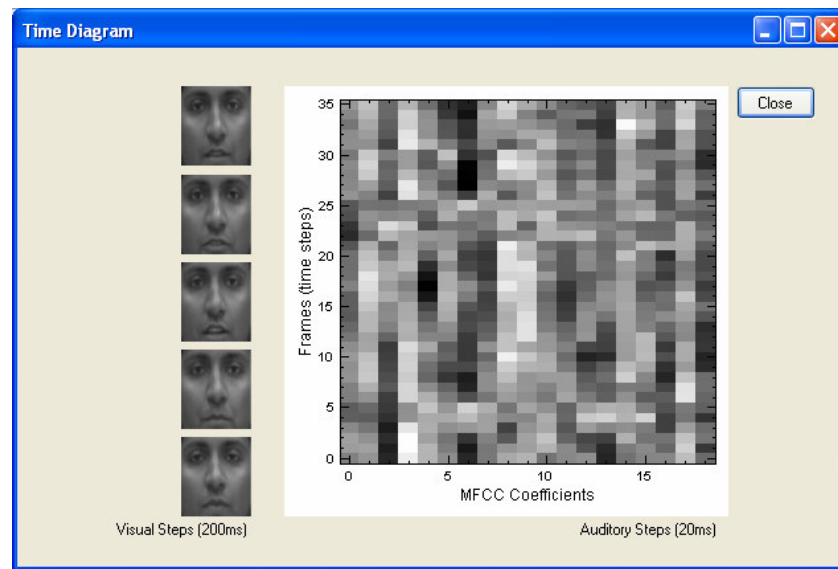 Time Diagram
Close
35
30
25
20
15
10
5
0
Frames (time steps)
0 5 10 15
MFCC Coefficients
Visual Steps (200ms)
Auditory Steps (20ms)